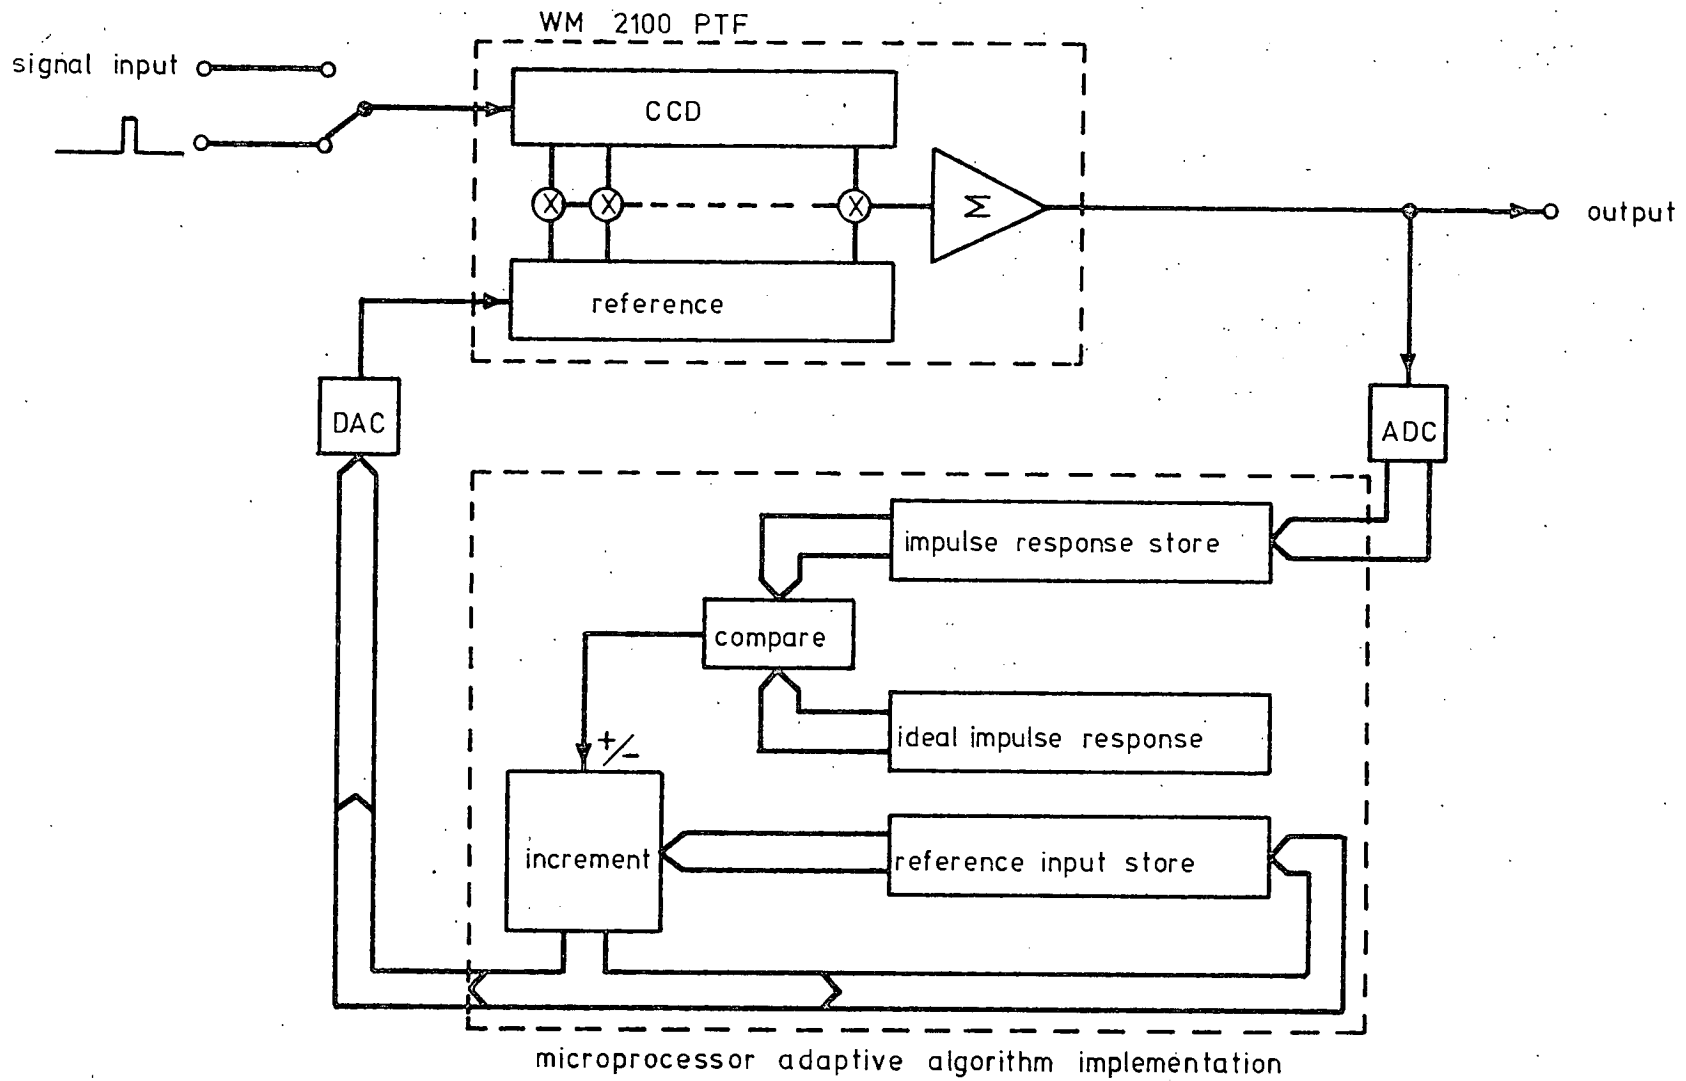 WM 2100 PTF
signal input
CCD
X X X
Σ
output
reference
DAC
ADC
impulse response store
compare
ideal impulse response
+/-
increment
reference input store
microprocessor adaptive algorithm implementation